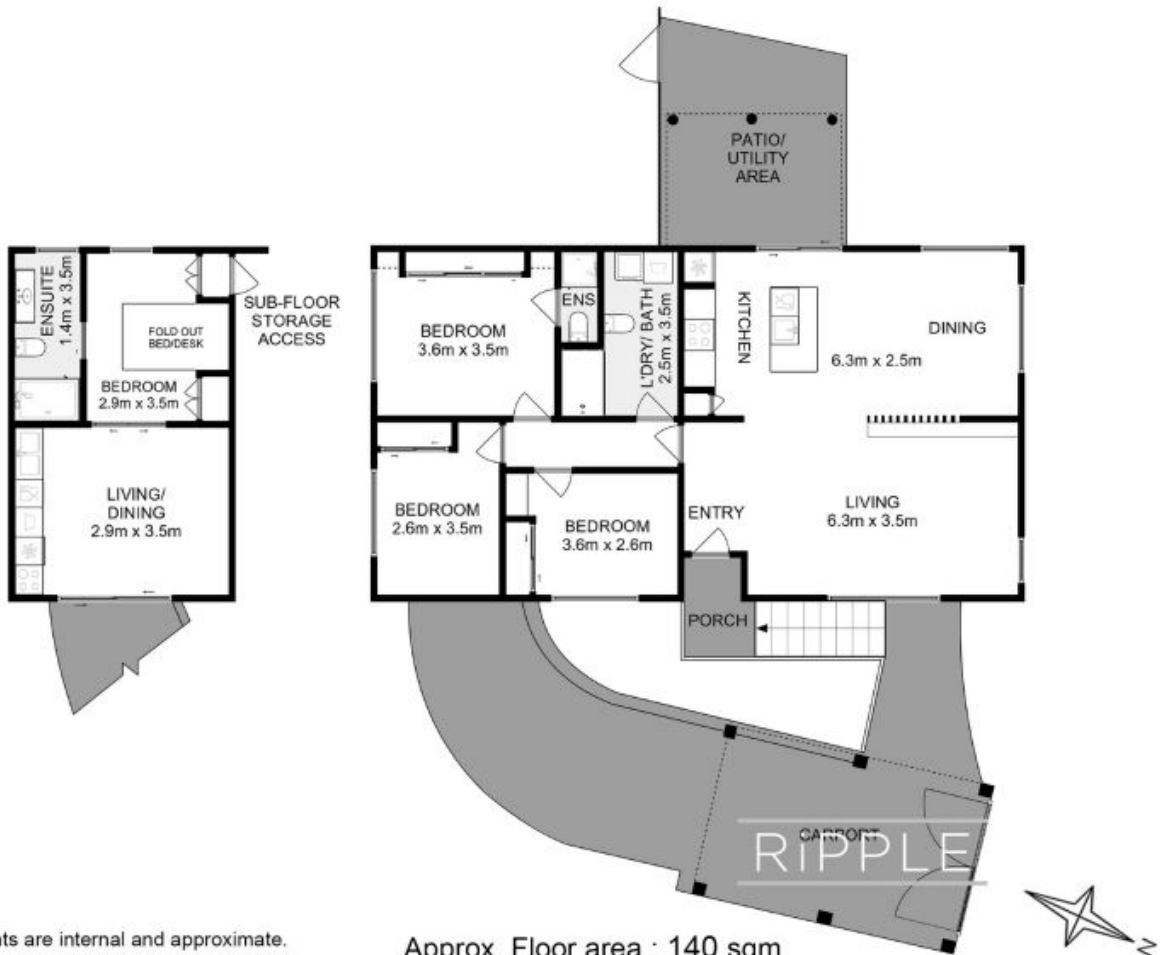 PATIO/
UTILITY
AREA
ENSUITE
1.4m x 3.5m
SUB-FLOOR
STORAGE
ACCESS
FOLD OUT
BED/DESK
BEDROOM
2.9m x 3.5m
LIVING/
DINING
2.9m x 3.5m
BEDROOM
3.6m x 3.5m
ENS
L'DRY/ BATH
2.5m x 3.5m
KITCHEN
DINING
6.3m x 2.5m
BEDROOM
2.6m x 3.5m
BEDROOM
3.6m x 2.6m
ENTRY
LIVING
6.3m x 3.5m
PORCH
CARPORT
RiPPLE
N
are internal and approximate.
Approx. Floor area : 140 sqm